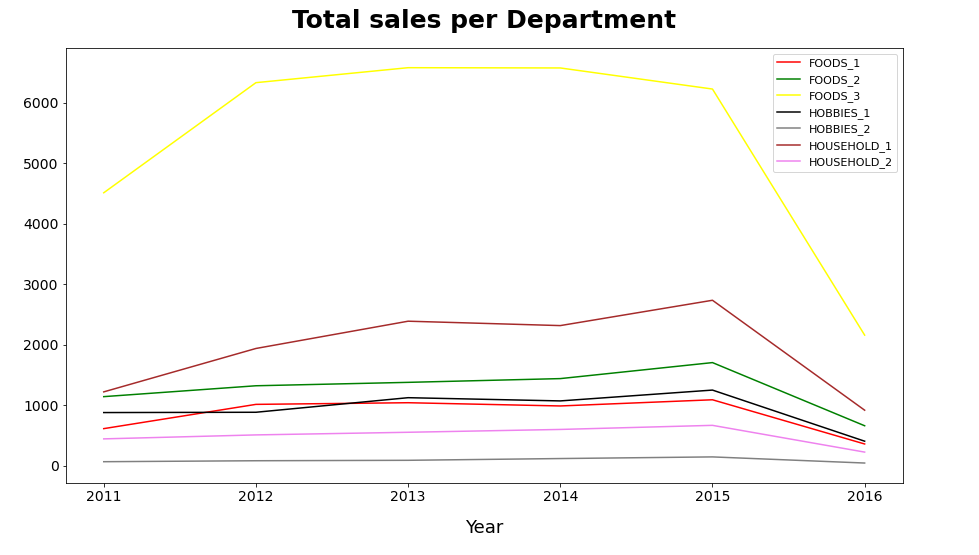 Total sales per Department
FOODS_1
FOODS_2
FOODS_3
HOBBIES_1
HOBBIES_2
HOUSEHOLD_1
HOUSEHOLD_2
6000
5000
4000
3000
2000
1000
0
2011 2012 2013 2014 2015 2016
Year